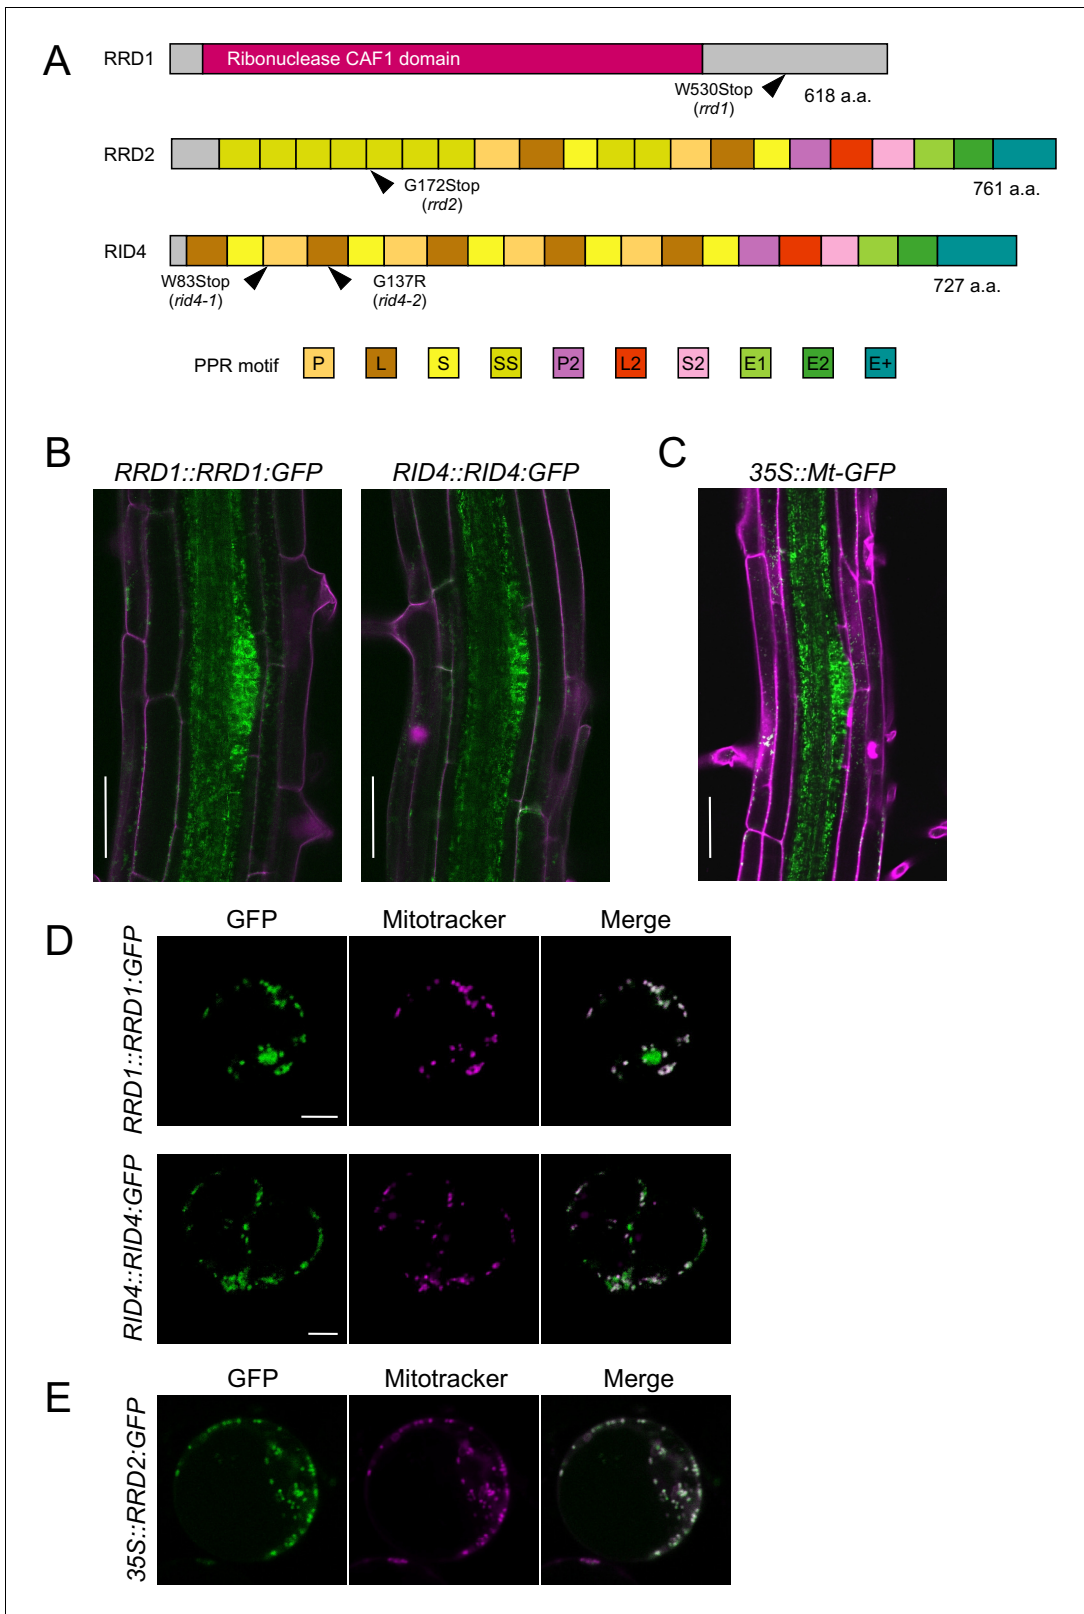 A
RRD1
Ribonuclease CAF1 domain
W530Stop
(rrd1)
618 a.a.
RRD2
G172Stop
(rrd2)
761 a.a.
RID4
W83Stop
(rid4-1)
G137R
(rid4-2)
727 a.a.
PPR motif P L S SS P2 L2 S2 E1 E2 E+
B
RRD1::RRD1:GFP
RID4::RID4:GFP
C
35S::Mt-GFP
D
GFP Mitotracker Merge
RRD1::RRD1:GFP
RID4::RID4:GFP
E
GFP Mitotracker Merge
35S::RRD2:GFP